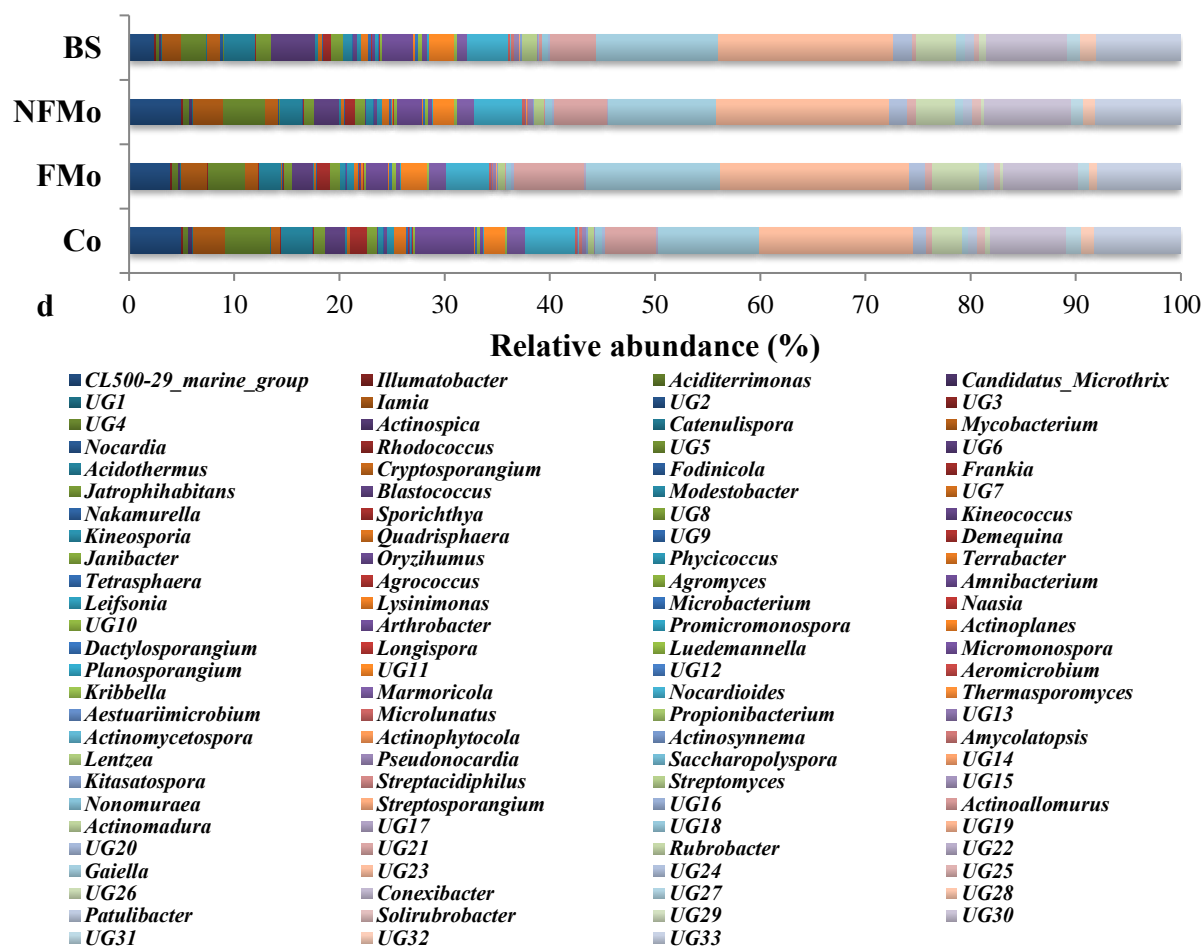 BS
NFMo
FMo
Co
d 0 10 20 30 40 50 60 70 80 90 100
Relative abundance (%)
CL500-29_marine_group Illumatobacter Aciditerrimonas Candidatus_Microthrix
UG1 Iamia UG2 UG3
UG4 Actinospica Catenulispora Mycobacterium
Nocardia Rhodococcus UG5 UG6
Acidothermus Cryptosporangium Fodinicola Frankia
Jatrophihabitans Blastococcus Modestobacter UG7
Nakamurella Sporichthya UG8 Kineococcus
Kineosporia Quadrisphaera UG9 Demequina
Janibacter Oryzihumus Phycicoccus Terrabacter
Tetrasphaera Agrococcus Agromyces Amnibacterium
Leifsonia Lysinimonas Microbacterium Naasia
UG10 Arthrobacter Promicromonospora Actinoplanes
Dactylosporangium Longispora Luedemannella Micromonospora
Planosporangium UG11 UG12 Aeromicrobium
Kribbella Marmoricola Nocardioides Thermasporomyces
Aestuariimicrobium Microlunatus Propionibacterium UG13
Actinomycetospora Actinophytocola Actinosynnema Amycolatopsis
Lentzea Pseudonocardia Saccharopolyspora UG14
Kitasatospora Streptacidiphilus Streptomyces UG15
Nonomuraea Streptosporangium UG16 Actinoallomurus
Actinomadura UG17 UG18 UG19
UG20 UG21 Rubrobacter UG22
Gaiella UG23 UG24 UG25
UG26 Conexibacter UG27 UG28
Patulibacter Solirubrobacter UG29 UG30
UG31 UG32 UG33